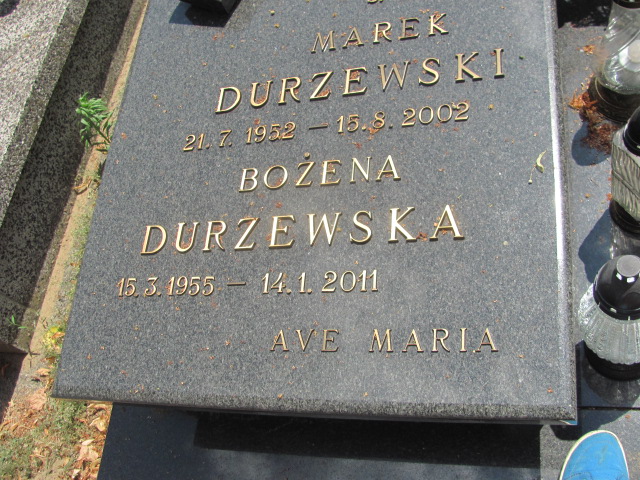 MAREK
DURZEWSKI
21.7.1952 – 15.8.2002
BOŻENA
DURZEWSKA
15.3.1955 – 14.1.2011
AVE MARIA